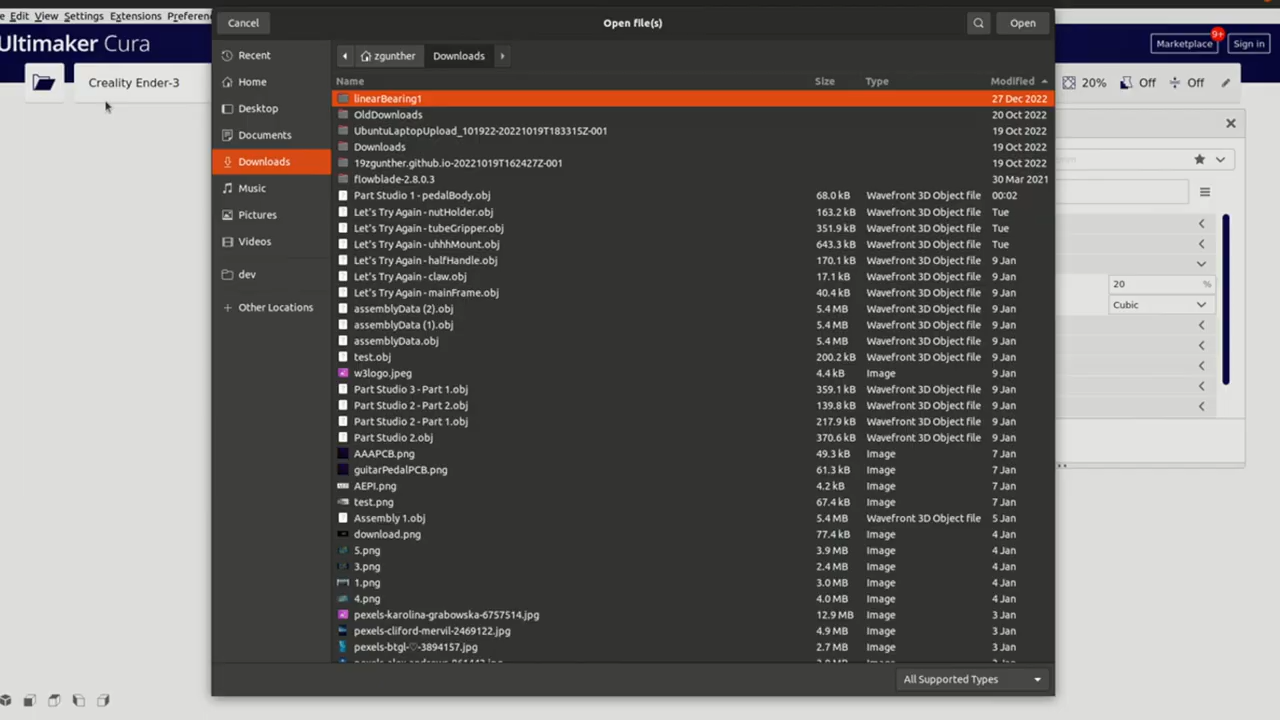 e Edit View Settings Extensions Preferen
Ultimaker Cura
Marketplace 9+ Sign in
Creality Ender-3
20% Off Off
Cancel Open file(s) Open
Recent
Home
Desktop
Documents
Downloads
Music
Pictures
Videos
dev
+ Other Locations
zgunther Downloads
Name Size Type Modified
linearBearing1 27 Dec 2022
OldDownloads 20 Oct 2022
UbuntuLaptopUpload_101922-20221019T183315Z-001 19 Oct 2022
Downloads 19 Oct 2022
19zgunther.github.io-20221019T162427Z-001 19 Oct 2022
flowblade-2.8.0.3 30 Mar 2021
Part Studio 1 - pedalBody.obj 68.0 kB Wavefront 3D Object file 00:02
Let's Try Again - nutHolder.obj 163.2 kB Wavefront 3D Object file Tue
Let's Try Again - tubeGripper.obj 351.9 kB Wavefront 3D Object file Tue
Let's Try Again - uhhhMount.obj 643.3 kB Wavefront 3D Object file Tue
Let's Try Again - halfHandle.obj 170.1 kB Wavefront 3D Object file 9 Jan
Let's Try Again - claw.obj 17.1 kB Wavefront 3D Object file 9 Jan
Let's Try Again - mainFrame.obj 40.4 kB Wavefront 3D Object file 9 Jan
assemblyData (2).obj 5.4 MB Wavefront 3D Object file 9 Jan
assemblyData (1).obj 5.4 MB Wavefront 3D Object file 9 Jan
assemblyData.obj 5.4 MB Wavefront 3D Object file 9 Jan
test.obj 200.2 kB Wavefront 3D Object file 9 Jan
w3logo.jpeg 4.4 kB Image 9 Jan
Part Studio 3 - Part 1.obj 359.1 kB Wavefront 3D Object file 9 Jan
Part Studio 2 - Part 2.obj 139.8 kB Wavefront 3D Object file 9 Jan
Part Studio 2 - Part 1.obj 217.9 kB Wavefront 3D Object file 9 Jan
Part Studio 2.obj 370.6 kB Wavefront 3D Object file 9 Jan
AAAPCB.png 49.3 kB Image 7 Jan
guitarPedalPCB.png 61.3 kB Image 7 Jan
AEPI.png 4.2 kB Image 7 Jan
test.png 67.4 kB Image 7 Jan
Assembly 1.obj 5.4 MB Wavefront 3D Object file 5 Jan
download.png 77.4 kB Image 4 Jan
5.png 3.9 MB Image 4 Jan
3.png 2.4 MB Image 4 Jan
1.png 3.0 MB Image 4 Jan
4.png 4.0 MB Image 4 Jan
pexels-karolina-grabowska-6757514.jpg 12.9 MB Image 3 Jan
pexels-cliford-mervil-2469122.jpg 4.9 MB Image 3 Jan
pexels-btgl-♡-3894157.jpg 2.7 MB Image 3 Jan
20 %
Cubic
All Supported Types